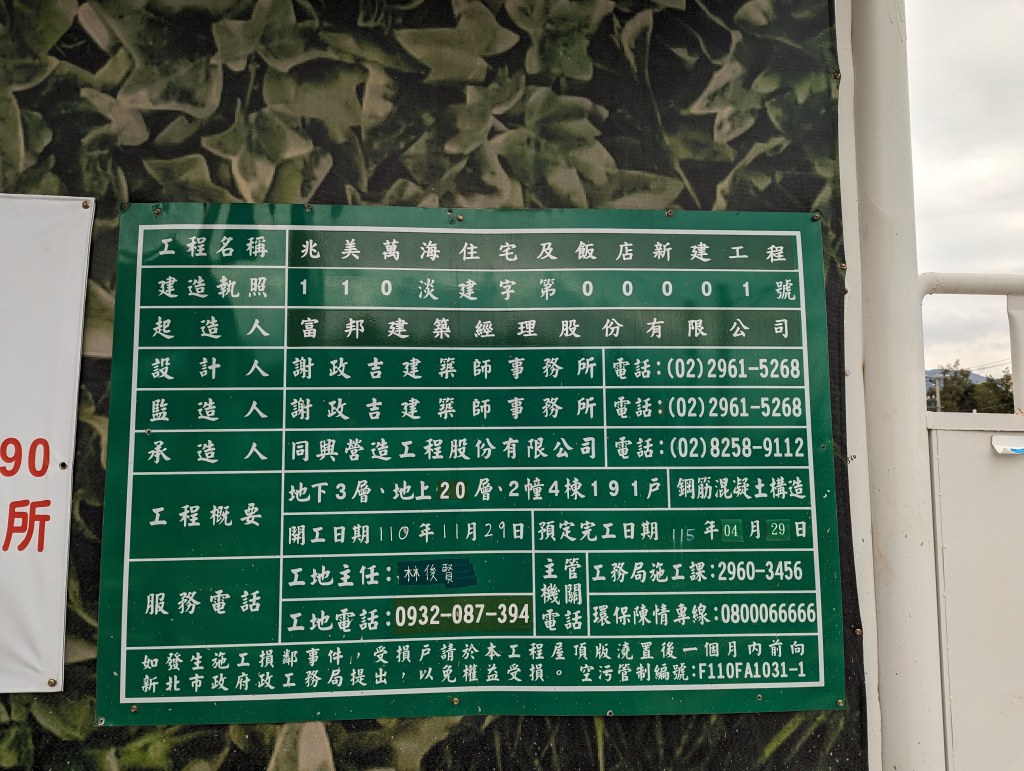 工程名稱 兆美萬海住宅及飯店新建工程
建造執照 110淡建字第00001號
起造人 富邦建築經理股份有限公司
設計人 謝政吉建築師事務所 電話:(02)2961-5268
監造人 謝政吉建築師事務所 電話:(02)2961-5268
承造人 同興營造工程股份有限公司 電話:(02)8258-9112
工程概要 地下3層、地上20層、2幢4棟191戶 鋼筋混凝土構造
開工日期110年11月29日 預定完工日期 115年04月29日
服務電話 工地主任:林俊賢 主管機關電話 工務局施工課:2960-3456
工地電話:0932-087-394 環保陳情專線:0800066666
如發生施工損鄰事件,受損戶請於本工程屋頂版澆置後一個月內前向
新北市政府政工務局提出,以免權益受損。空污管制編號:F110FA1031-1
90
所